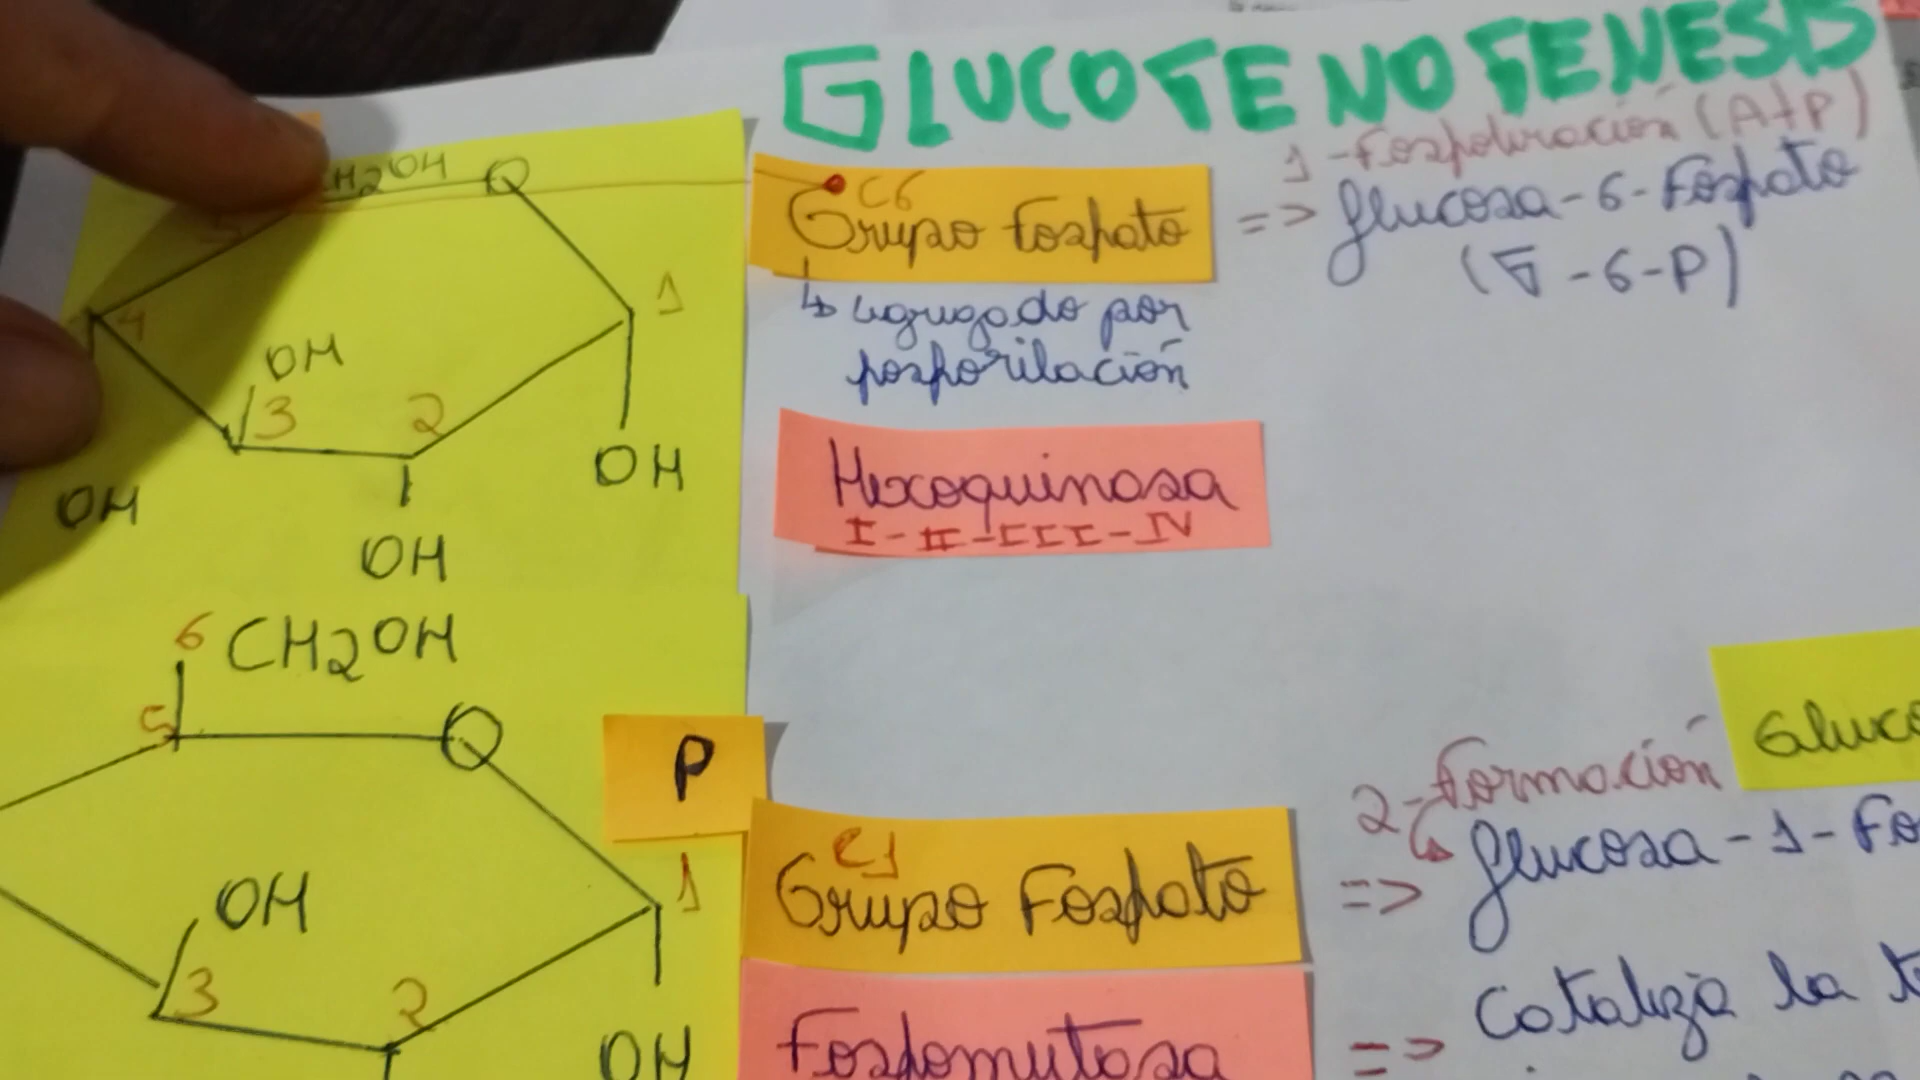 GLUCOGENOGENESIS
CH2OH
O
C6
Grupo fosfato
1-Fosforilación (ATP)
=> Glucosa-6-Fosfato
(G-6-P)
1
4
↳ agregado por
fosforilación
OH
3
2
OH
OH
OH
Hexoquinasa
I-II-III-IV
6 CH2OH
5
O
P
Gluco
2-Formación
C1
1
Grupo Fosfato
=> Glucosa-1-Fo
OH
3
2
OH
Fosfomutasa
=> Cataliza la t